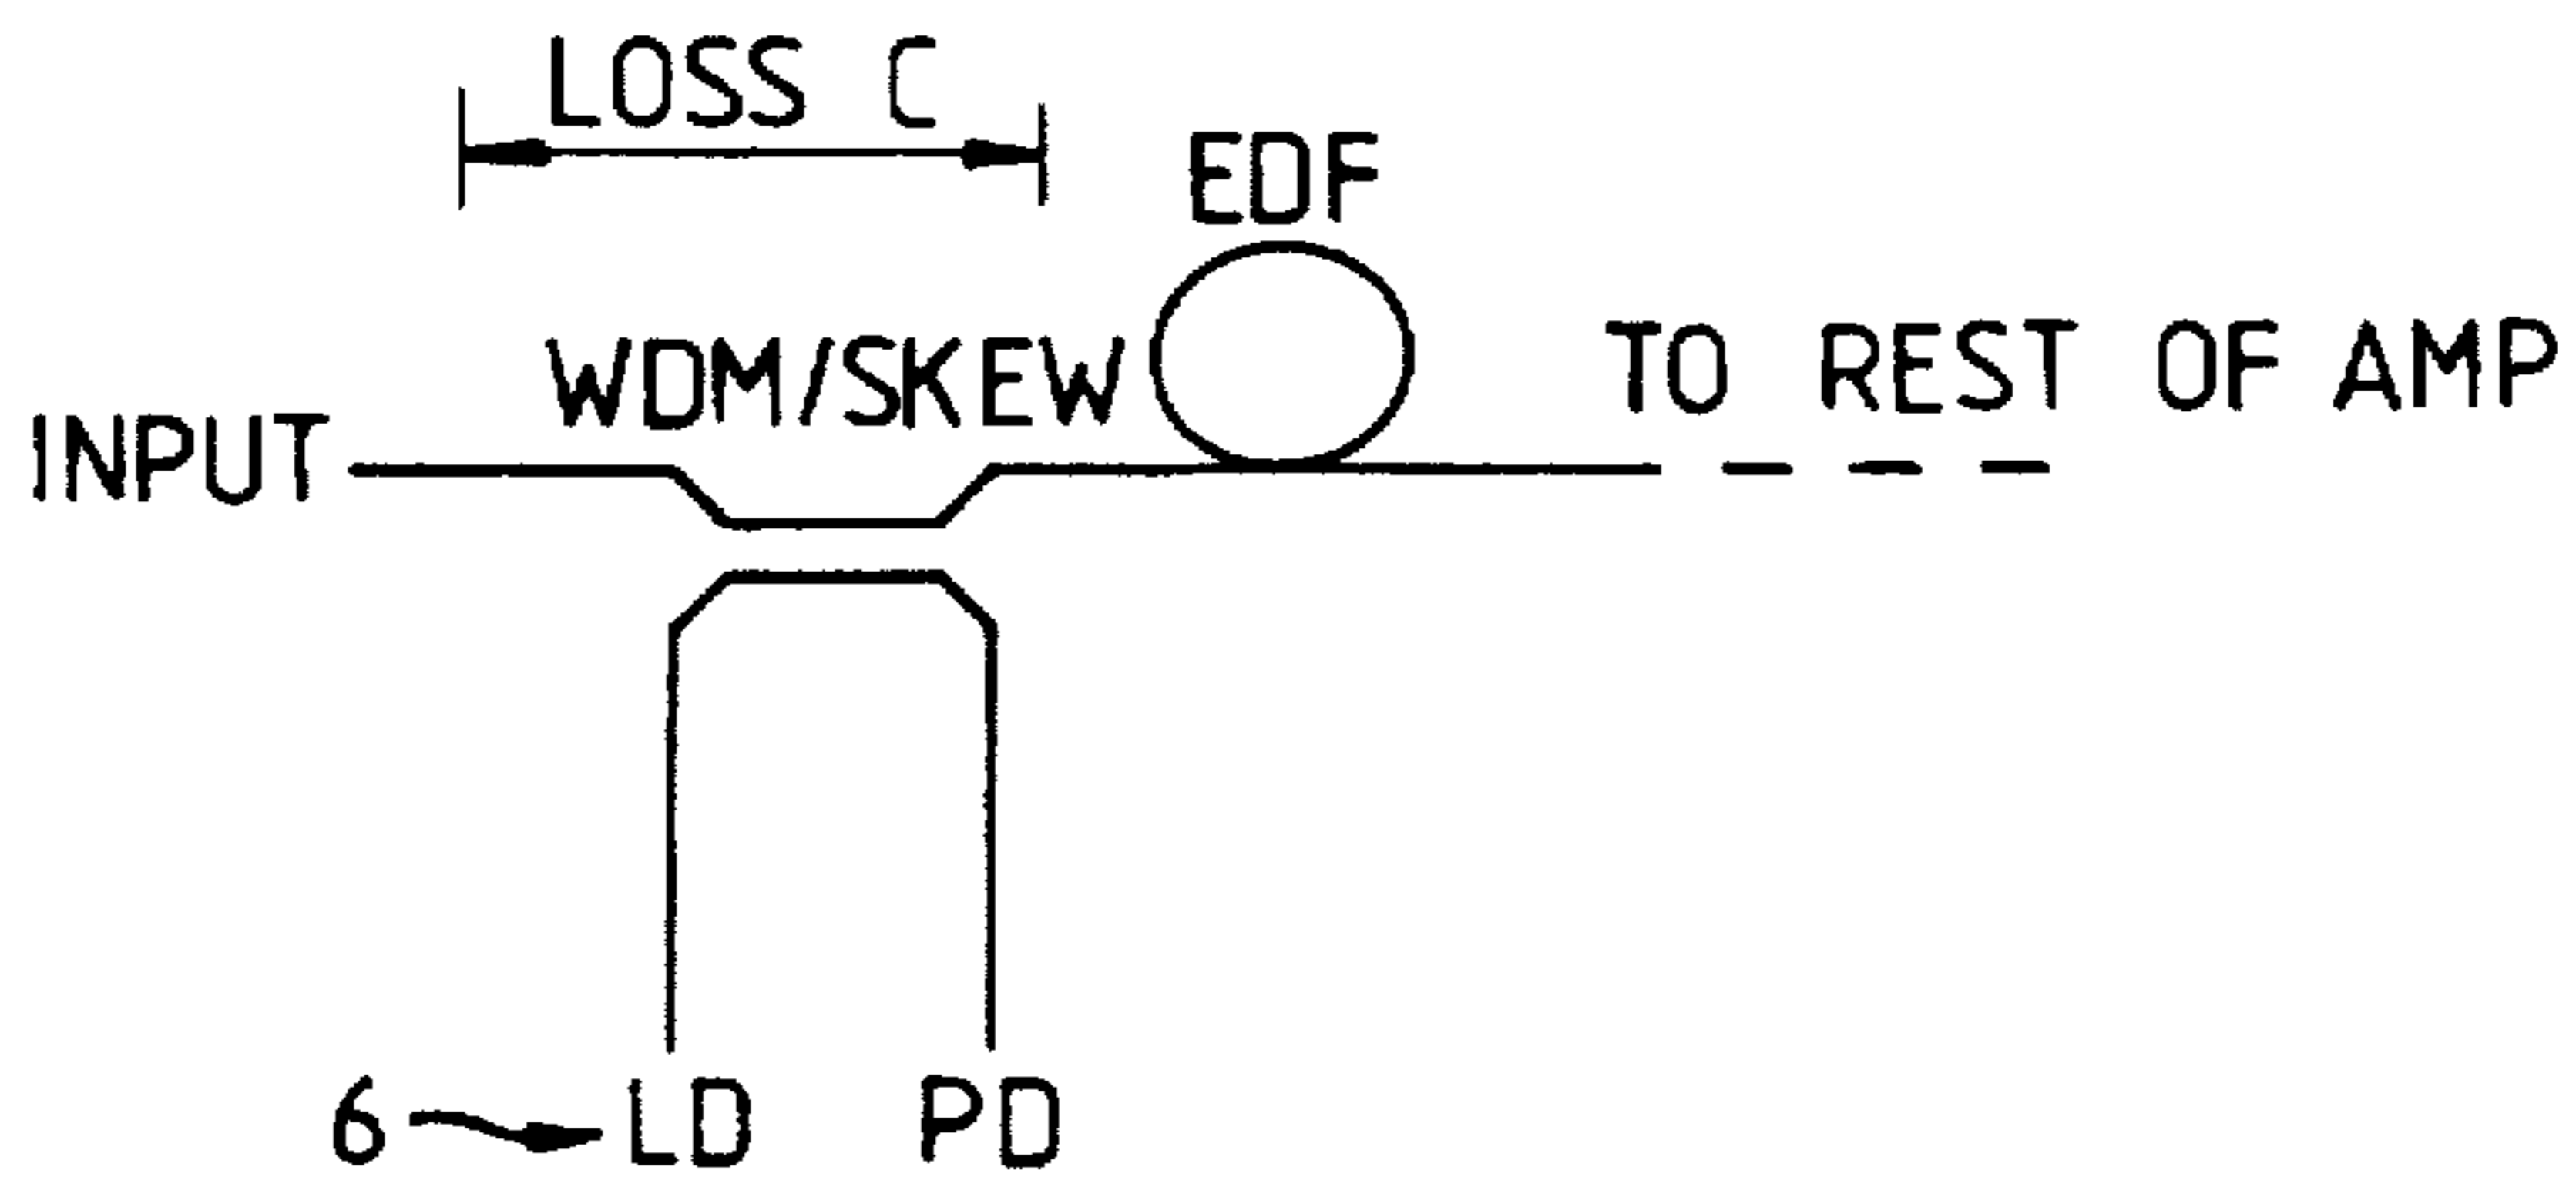 LOSS C
EDF
WDM/SKEW
TO REST OF AMP
INPUT
6 LD PD